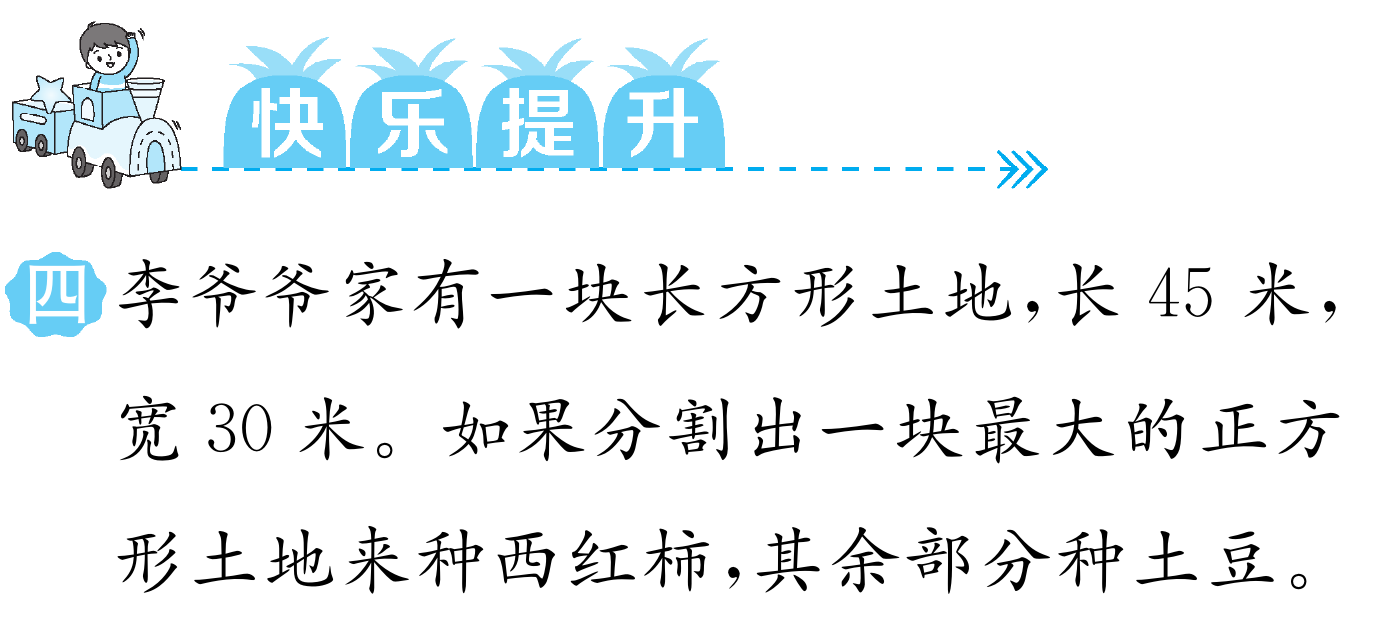 快乐提升
四 李爷爷家有一块长方形土地,长 45 米,
宽 30 米。如果分割出一块最大的正方
形土地来种西红柿,其余部分种土豆。